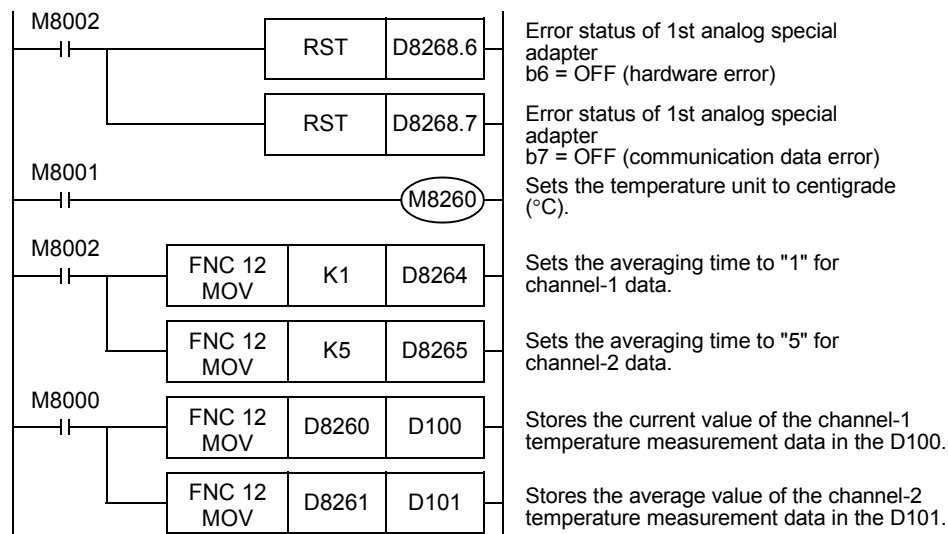 M8002
RST D8268.6
Error status of 1st analog special
adapter
b6 = OFF (hardware error)
RST D8268.7
Error status of 1st analog special
adapter
b7 = OFF (communication data error)
M8001
M8260
Sets the temperature unit to centigrade
(°C).
M8002
FNC 12
MOV K1 D8264
Sets the averaging time to "1" for
channel-1 data.
FNC 12
MOV K5 D8265
Sets the averaging time to "5" for
channel-2 data.
M8000
FNC 12
MOV D8260 D100
Stores the current value of the channel-1
temperature measurement data in the D100.
FNC 12
MOV D8261 D101
Stores the average value of the channel-2
temperature measurement data in the D101.